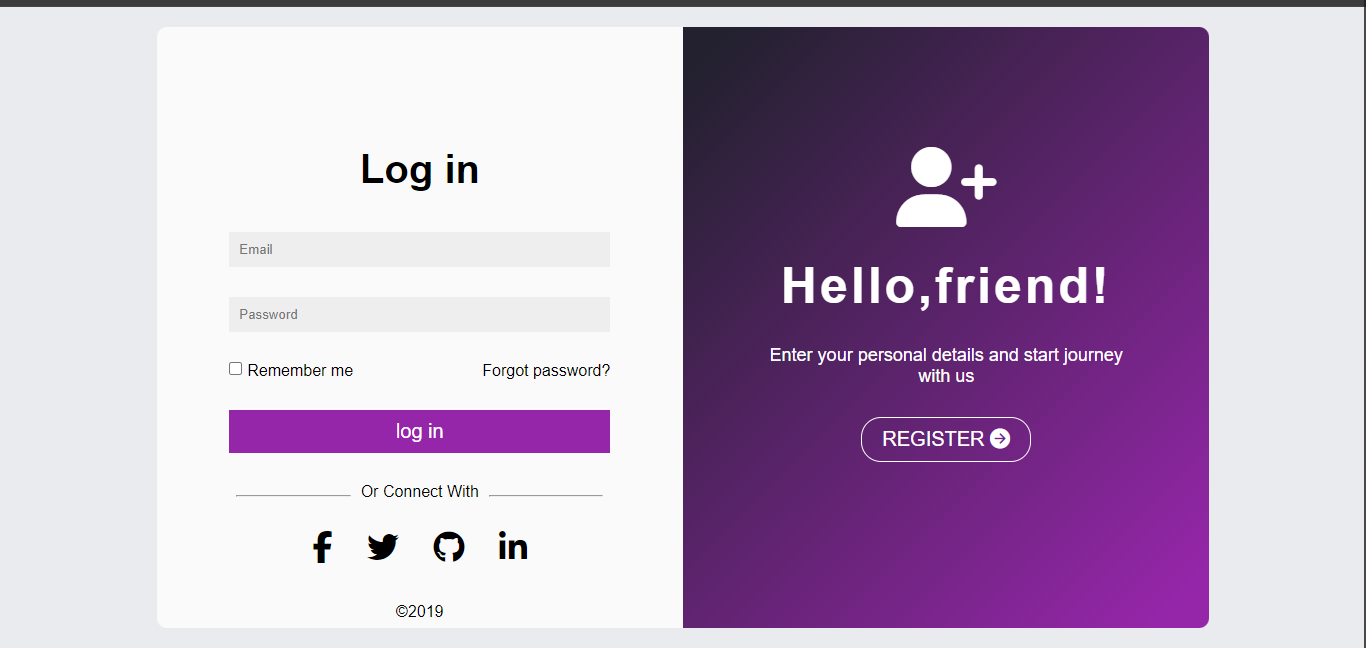 Log in
Email
Password
Remember me
Forgot password?
log in
Or Connect With
©2019
Hello,friend!
Enter your personal details and start journey
with us
REGISTER